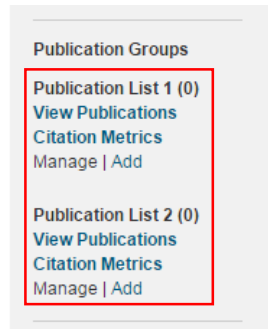 Publication Groups
Publication List 1 (0)
View Publications
Citation Metrics
Manage | Add
Publication List 2 (0)
View Publications
Citation Metrics
Manage | Add